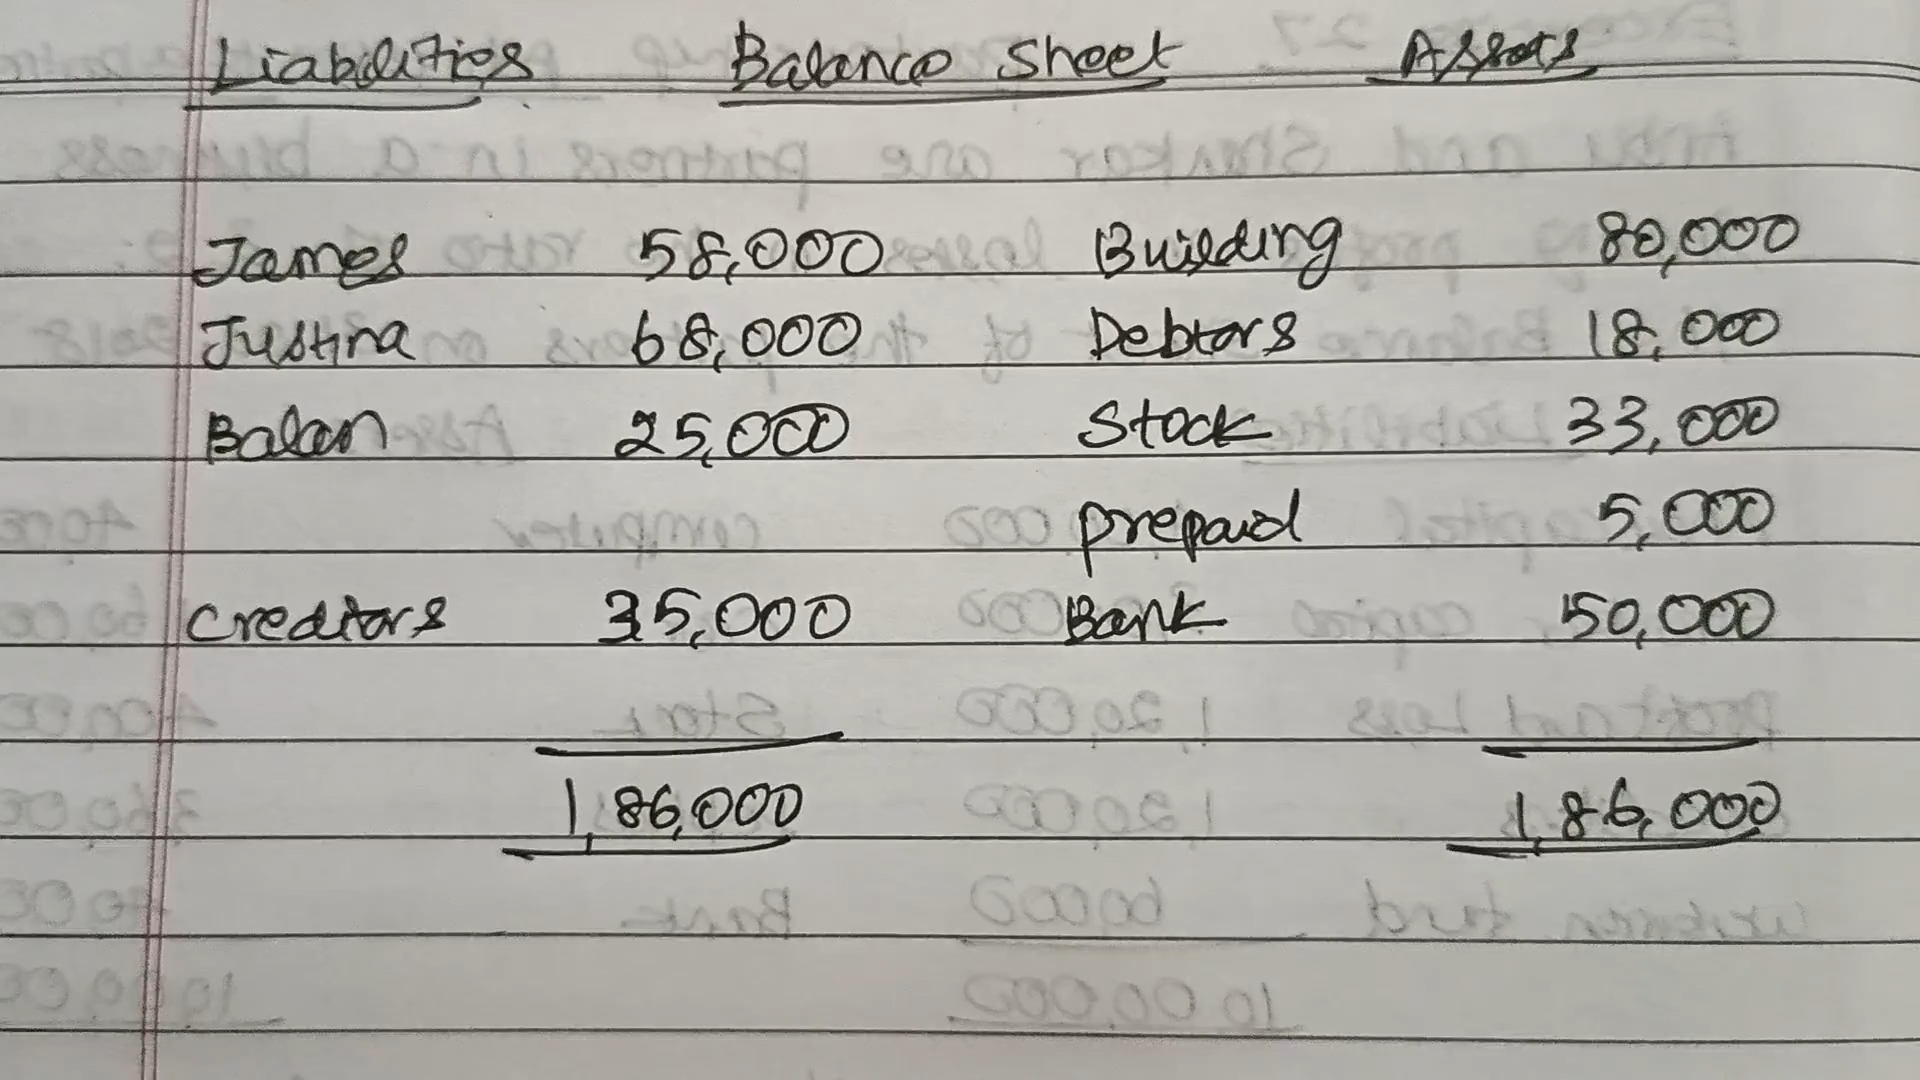 Liabilities Balance Sheet Assets
James 58,000 Building 80,000
Justina 68,000 Debtors 18,000
Balan 25,000 Stock 33,000
prepaid 5,000
Creditors 35,000 Bank 50,000
1,86,000 1,86,000